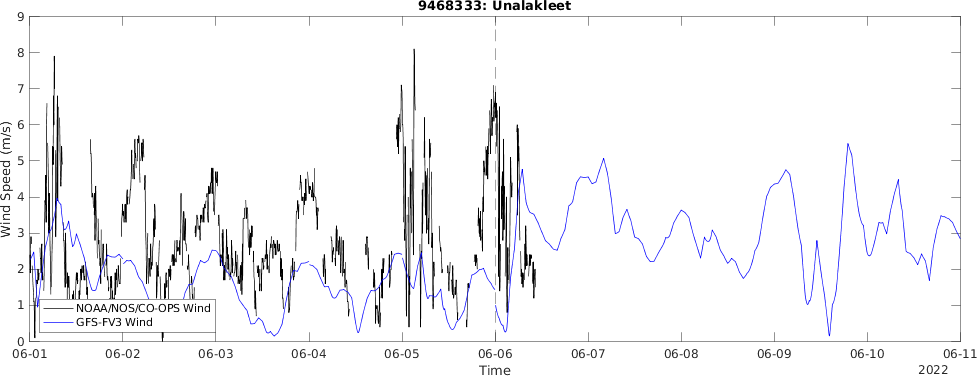 9468333: Unalakleet
9
8
7
6
5
4
3
2
1
0
Wind Speed (m/s)
NOAA/NOS/CO-OPS Wind
GFS-FV3 Wind
06-01 06-02 06-03 06-04 06-05 06-06 06-07 06-08 06-09 06-10 06-11
Time
2022